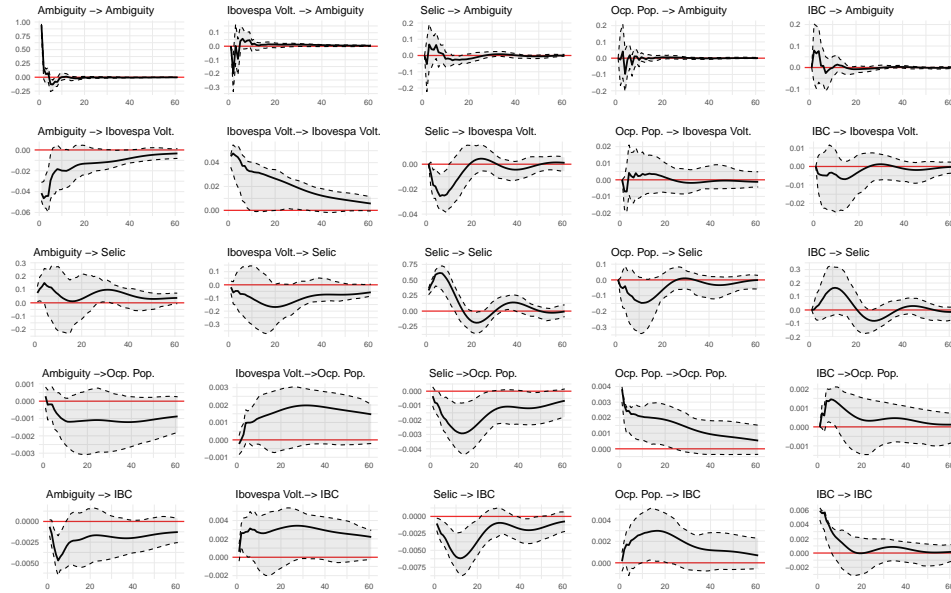 Ambiguity −> Ambiguity
Ibovespa Volt. −> Ambiguity
Selic −> Ambiguity
Ocp. Pop. −> Ambiguity
IBC −> Ambiguity
1.00
0.75
0.50
0.25
0.00
−0.25
0 20 40 60
0.1
0.0
−0.1
−0.2
−0.3
0 20 40 60
0.2
0.1
0.0
−0.1
−0.2
0 20 40 60
0.2
0.1
0.0
−0.1
−0.2
0 20 40 60
0.2
0.1
0.0
−0.1
0 20 40 60
Ambiguity −> Ibovespa Volt.
Ibovespa Volt.−> Ibovespa Volt.
Selic −> Ibovespa Volt.
Ocp. Pop. −> Ibovespa Volt.
IBC −> Ibovespa Volt.
0.00
−0.02
−0.04
−0.06
0 20 40 60
0.04
0.02
0.00
0 20 40 60
0.00
−0.02
−0.04
0 20 40 60
0.02
0.01
0.00
−0.01
−0.02
0 20 40 60
0.01
0.00
−0.01
−0.02
0 20 40 60
Ambiguity −> Selic
Ibovespa Volt.−> Selic
Selic −> Selic
Ocp. Pop. −> Selic
IBC −> Selic
0.3
0.2
0.1
0.0
−0.1
−0.2
0 20 40 60
0.1
0.0
−0.1
−0.2
−0.3
0 20 40 60
0.75
0.50
0.25
0.00
−0.25
0 20 40 60
0.1
0.0
−0.1
−0.2
−0.3
0 20 40 60
0.3
0.2
0.1
0.0
−0.1
−0.2
0 20 40 60
Ambiguity −>Ocp. Pop.
Ibovespa Volt.−>Ocp. Pop.
Selic −>Ocp. Pop.
Ocp. Pop. −>Ocp. Pop.
IBC −>Ocp. Pop.
0.001
0.000
−0.001
−0.002
−0.003
0 20 40 60
0.003
0.002
0.001
0.000
−0.001
0 20 40 60
0.000
−0.001
−0.002
−0.003
−0.004
0 20 40 60
0.004
0.003
0.002
0.001
0.000
0 20 40 60
0.002
0.001
0.000
−0.001
0 20 40 60
Ambiguity −> IBC
Ibovespa Volt.−> IBC
Selic −> IBC
Ocp. Pop. −> IBC
IBC −> IBC
0.0000
−0.0050
0 20 40 60
0.004
0.002
0.000
−0.002
0 20 40 60
0.0000
−0.0025
−0.0050
−0.0075
0 20 40 60
0.004
0.002
0.000
0 20 40 60
0.006
0.004
0.002
0.000
−0.002
0 20 40 60